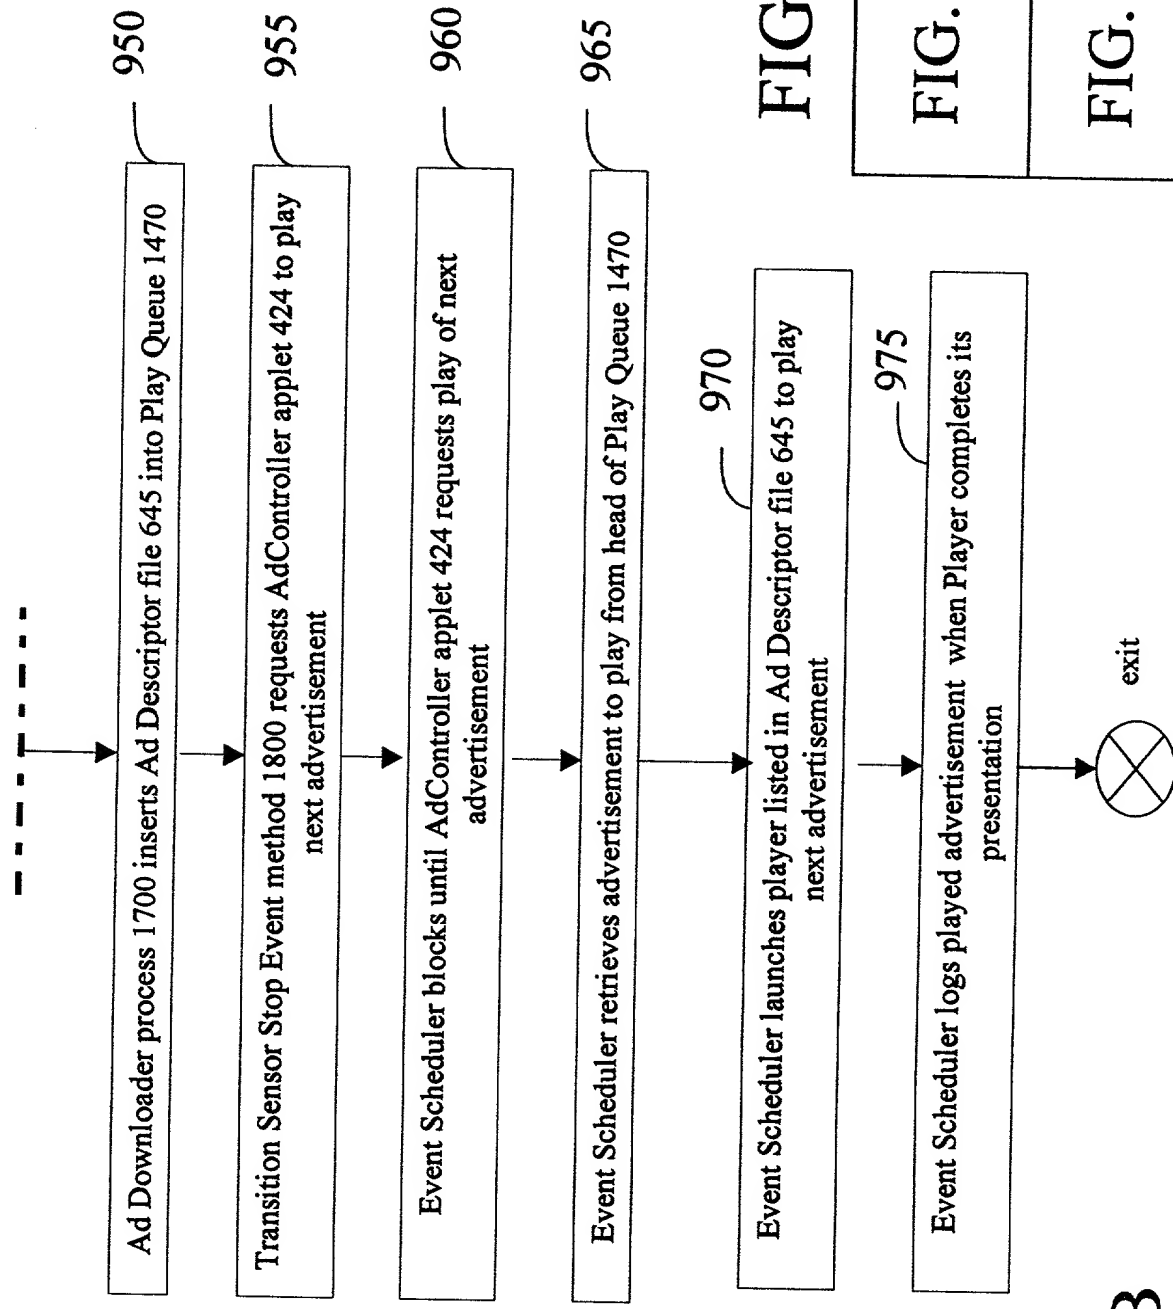 950
Ad Downloader process 1700 inserts Ad Descriptor file 645 into Play Queue 1470
955
Transition Sensor Stop Event method 1800 requests AdController applet 424 to play
next advertisement
960
Event Scheduler blocks until AdController applet 424 requests play of next
advertisement
965
Event Scheduler retrieves advertisement to play from head of Play Queue 1470
970
Event Scheduler launches player listed in Ad Descriptor file 645 to play
next advertisement
975
Event Scheduler logs played advertisement when Player completes its
presentation
exit
FIG
FIG.
FIG.